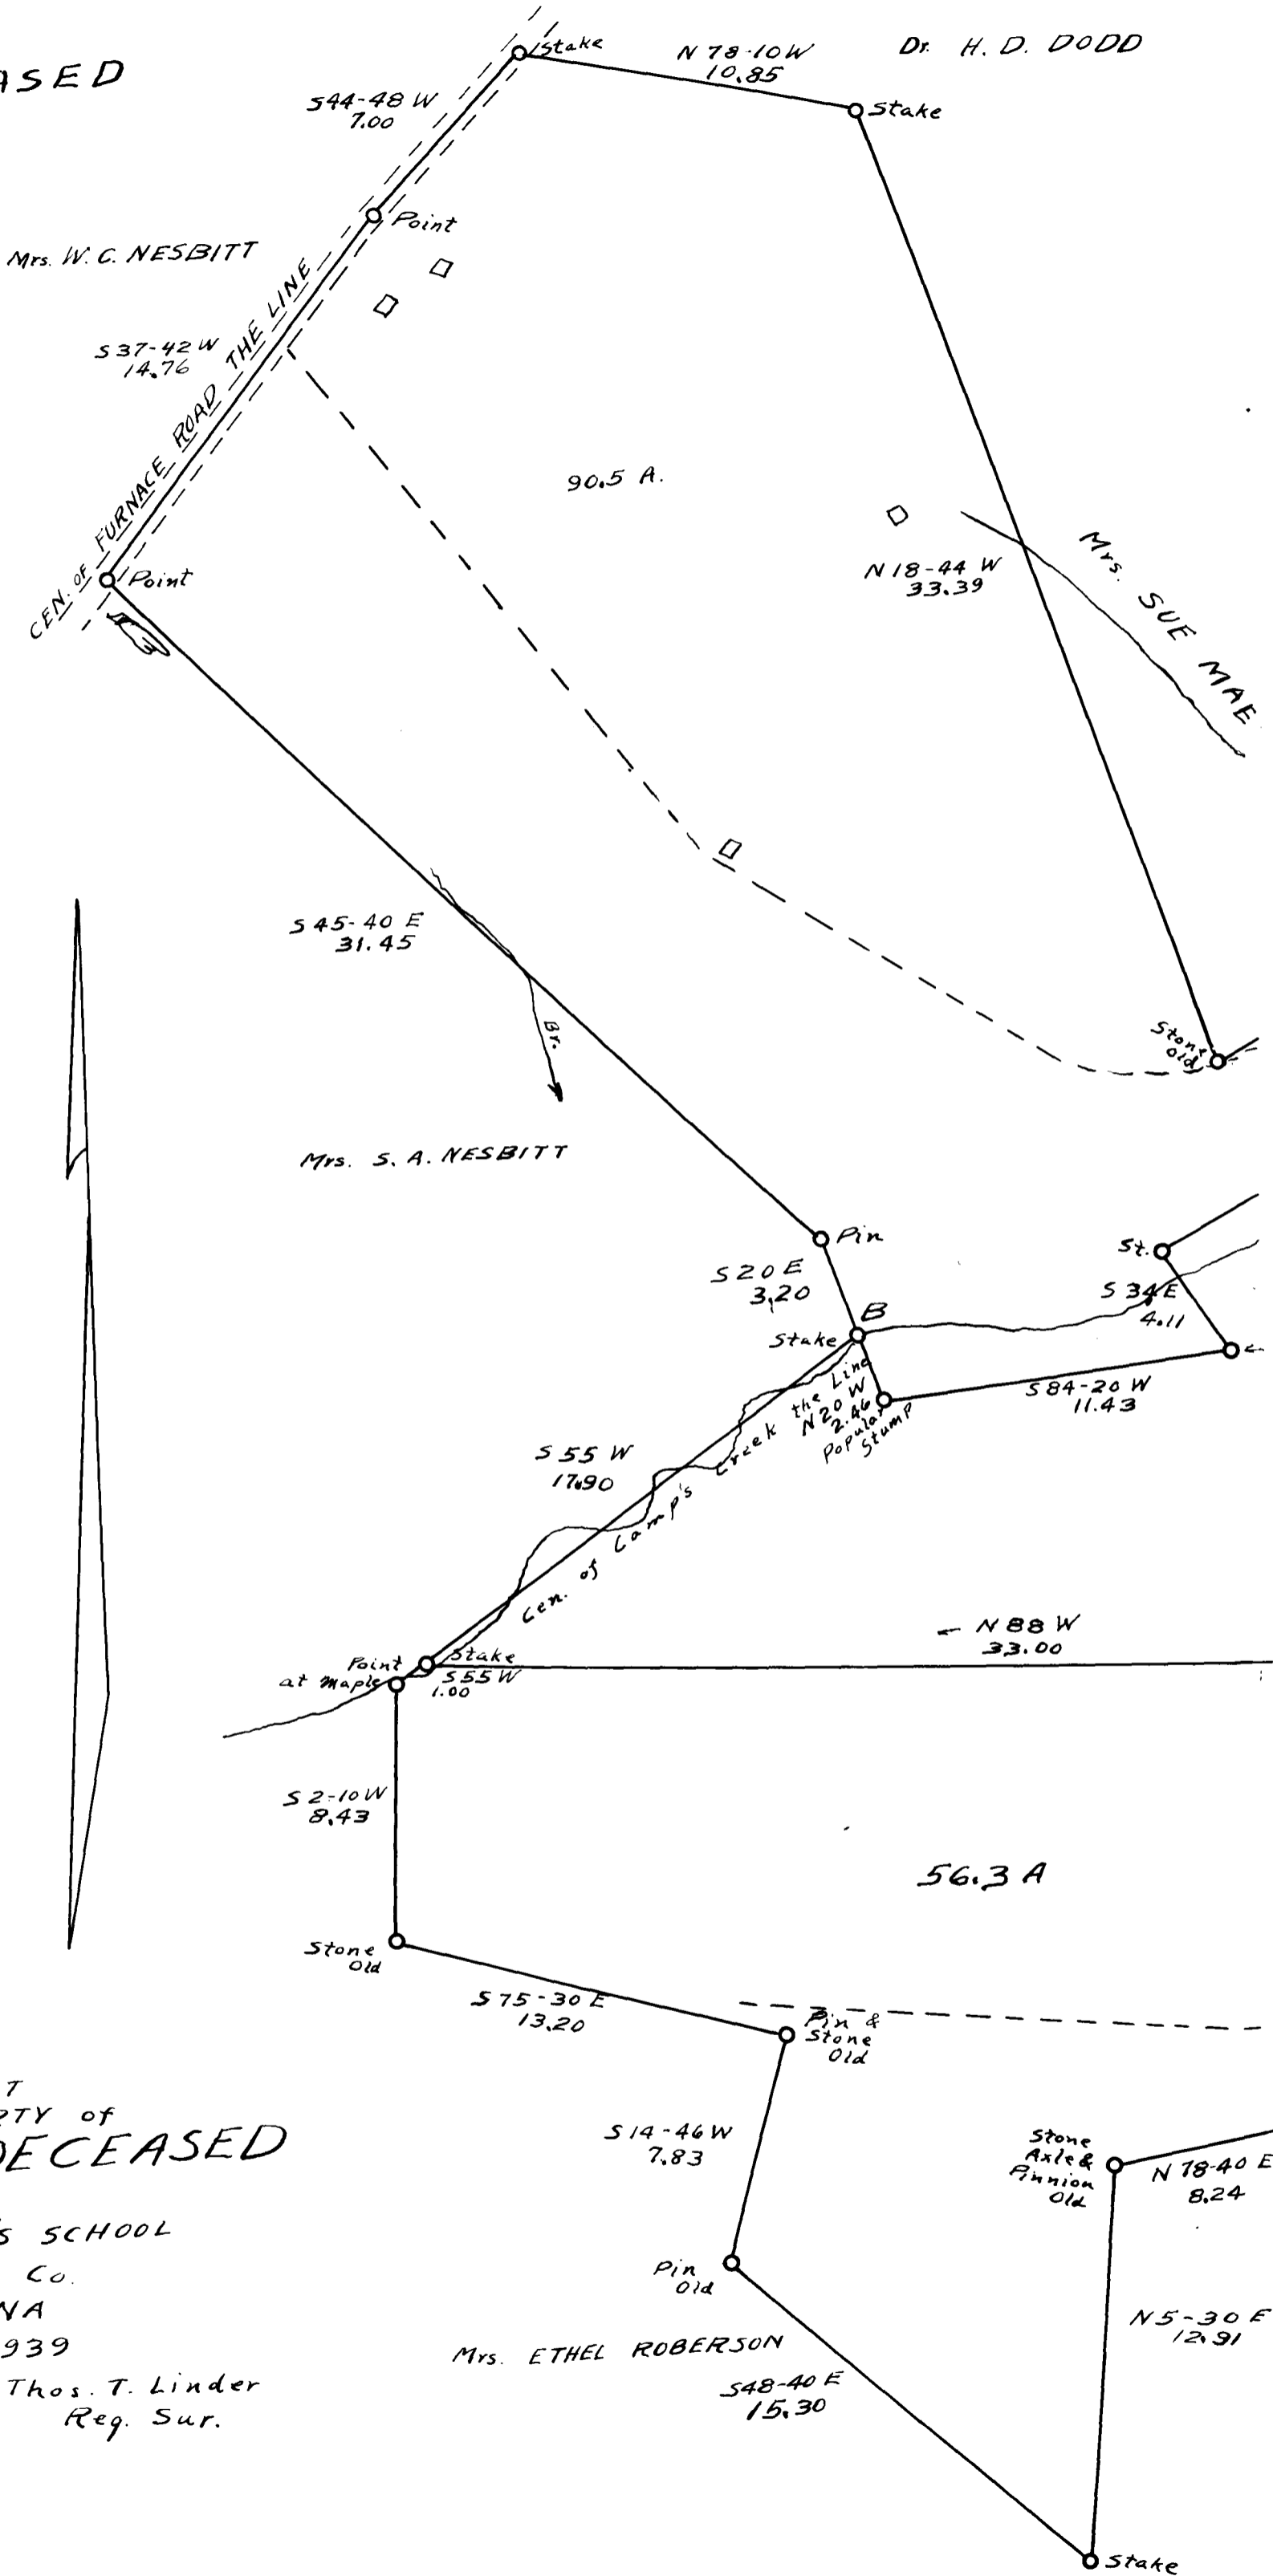 ASED
Stake
N 78-10 W
10.85
Dr. H. D. DODD
Stake
S44-48 W
7.00
Point
Mrs. W. C. NESBITT
S 37-42 W
14.76
CEN. OF FURNACE ROAD THE LINE
90.5 A.
N 18-44 W
33.39
Mrs. SUE MAE
Point
S 45-40 E
31.45
Br.
Stone
Old
Mrs. S. A. NESBITT
Pin
S 20 E
3.20
B
Stake
St.
S 34 E
4.11
S 84-20 W
11.43
N 20 W
2.46
Popular
Stump
S 55 W
17.90
Cen. of Camp's Creek the Line
N 88 W
33.00
Point
at Maple
Stake
S 55 W
1.00
S 2-10 W
8.43
56.3 A
Stone
Old
S 75-30 E
13.20
Pin &
Stone
Old
T
RTY of
DECEASED
S 14-46 W
7.83
Stone
Axle &
Pinnion
Old
N 78-40 E
8.24
'S SCHOOL
Co.
NA
939
Thos. T. Linder
Reg. Sur.
Pin
Old
N 5-30 E
12.91
Mrs. ETHEL ROBERSON
S48-40 E
15.30
Stake